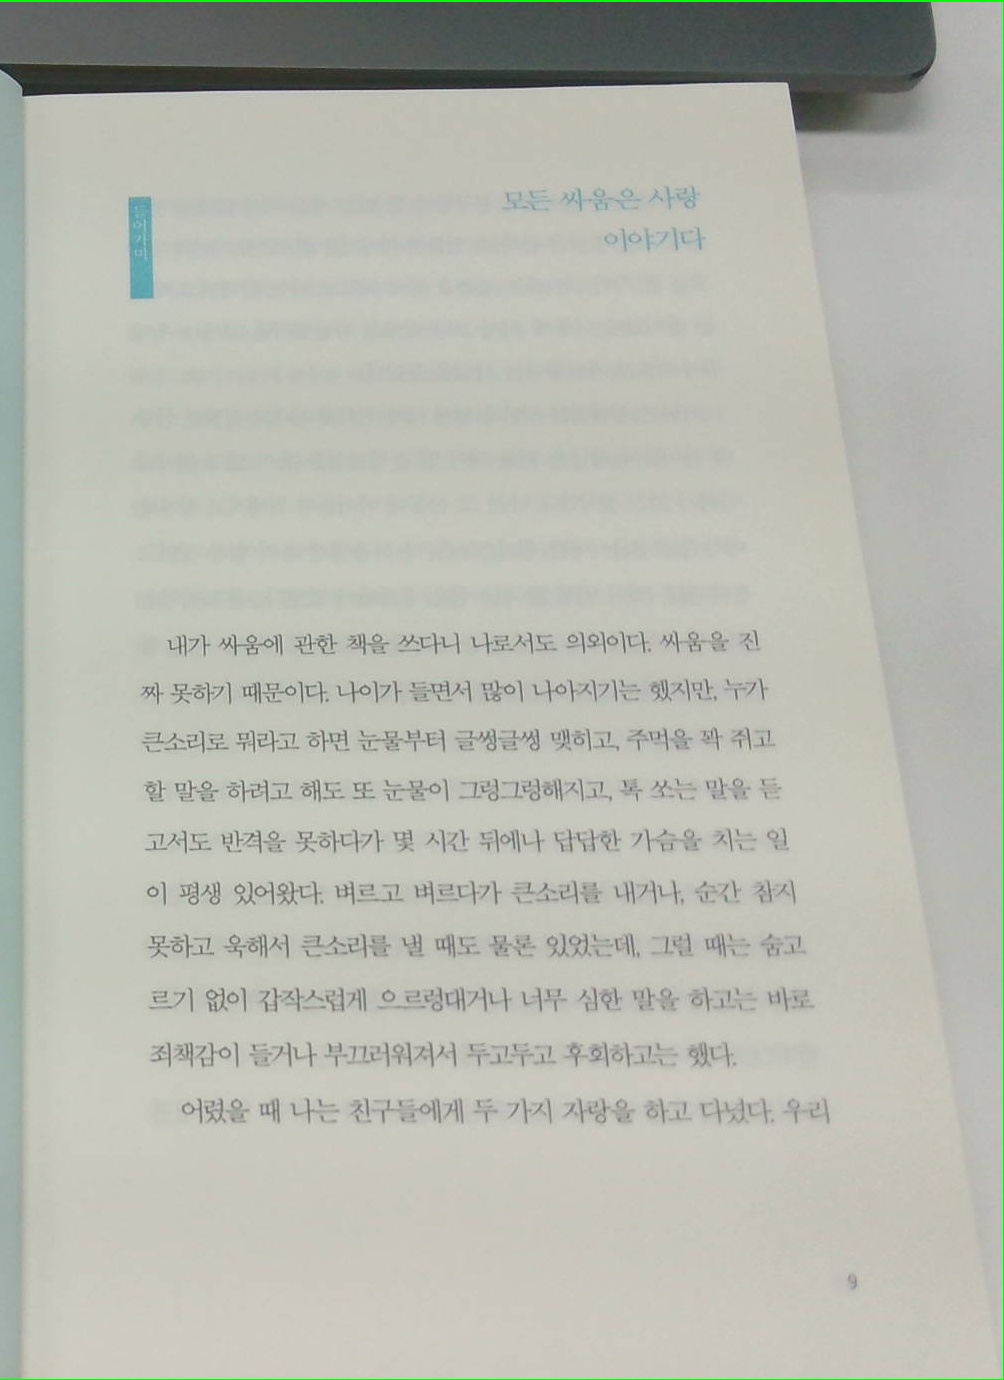 들어가며
모든 싸움은 사랑
이야기다
내가 싸움에 관한 책을 쓰다니 나로서도 의외이다. 싸움을 진
짜 못하기 때문이다. 나이가 들면서 많이 나아지기는 했지만, 누가
큰소리로 뭐라고 하면 눈물부터 글썽글썽 맺히고, 주먹을 꽉 쥐고
할 말을 하려고 해도 또 눈물이 그렁그렁해지고, 톡 쏘는 말을 듣
고서도 반격을 못하다가 몇 시간 뒤에나 답답한 가슴을 치는 일
이 평생 있어왔다. 벼르고 벼르다가 큰소리를 내거나, 순간 참지
못하고 욱해서 큰소리를 낼 때도 물론 있었는데, 그럴 때는 숨고
르기 없이 갑작스럽게 으르렁대거나 너무 심한 말을 하고는 바로
죄책감이 들거나 부끄러워져서 두고두고 후회하고는 했다.
어렸을 때 나는 친구들에게 두 가지 자랑을 하고 다녔다. 우리
9